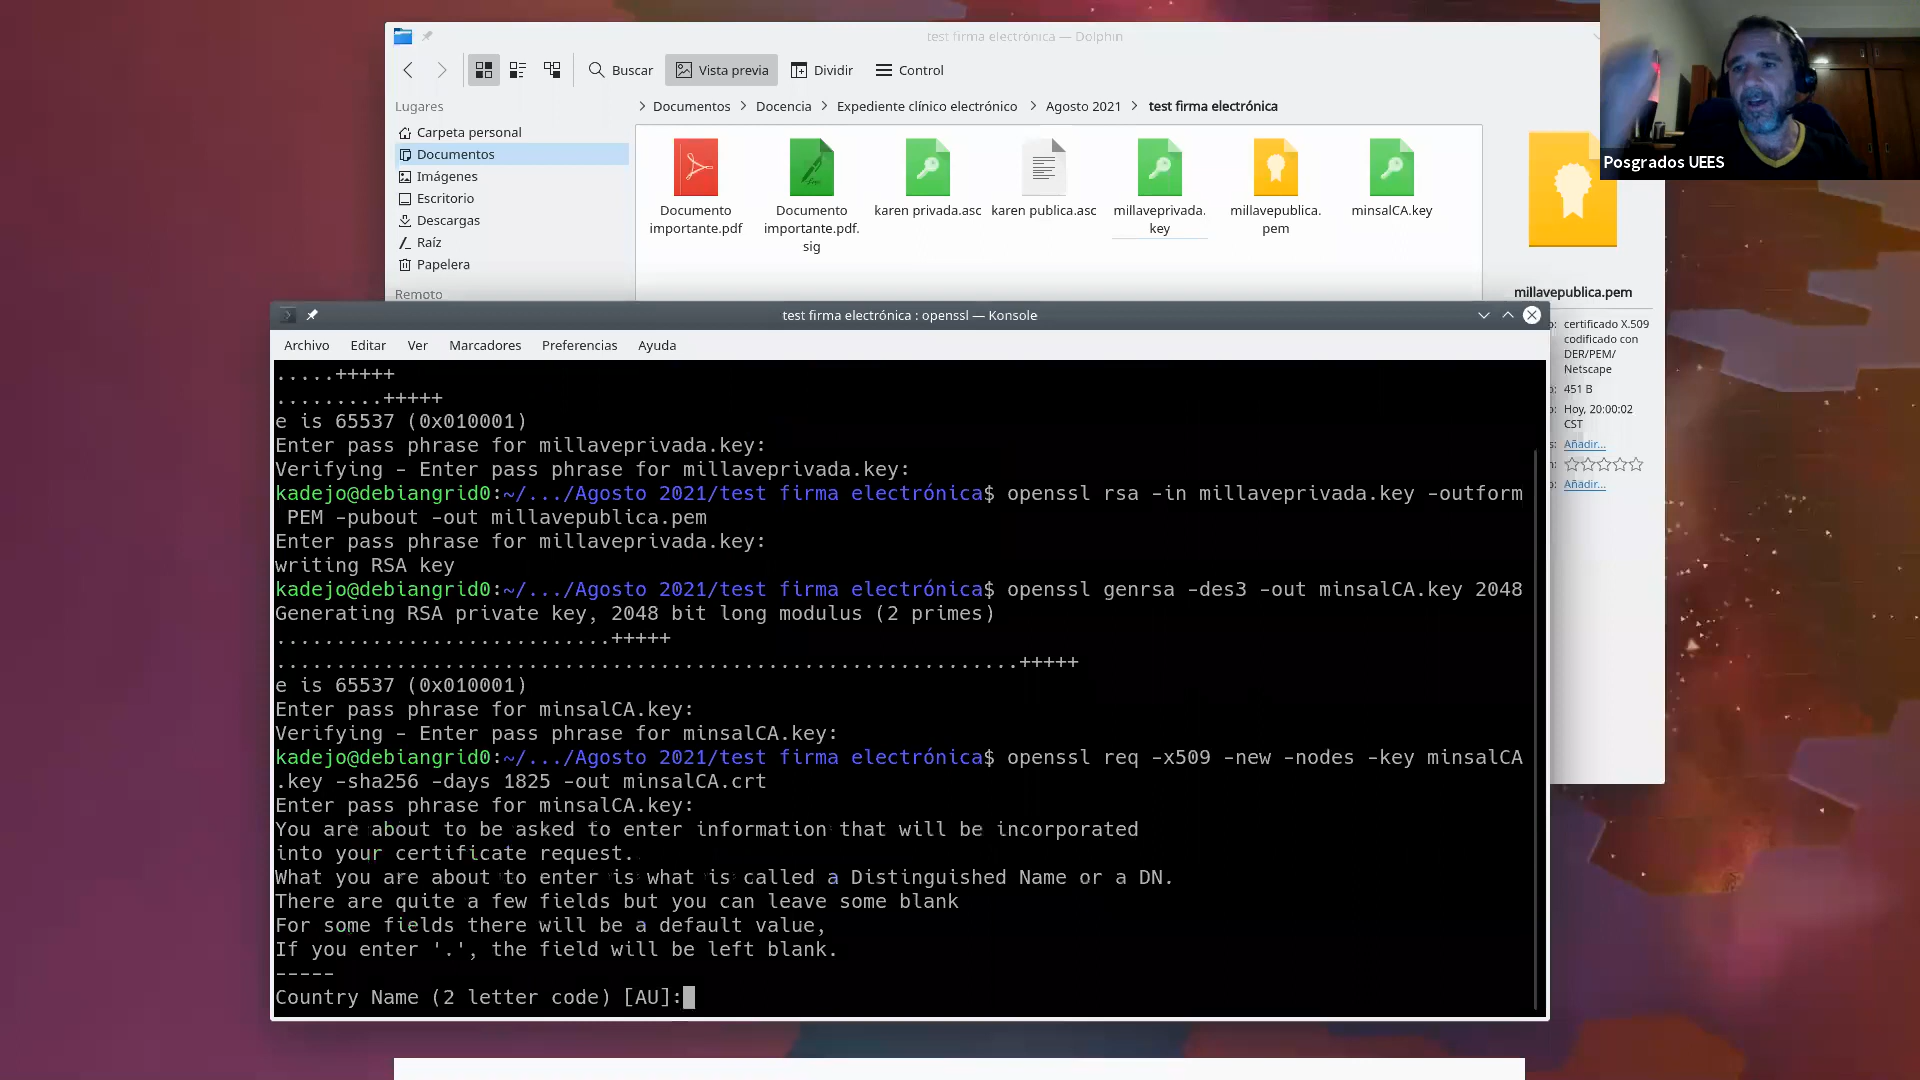 test firma electrónica — Dolphin
Buscar
Vista previa
Dividir
Control
Lugares
Documentos
Docencia
Expediente clínico electrónico
Agosto 2021
test firma electrónica
Carpeta personal
Documentos
Imágenes
Escritorio
Descargas
Raíz
Papelera
Remoto
Documento
importante.pdf
Documento
importante.pdf.
sig
karen privada.asc
karen publica.asc
millaveprivada.
key
millavepublica.
pem
minsalCA.key
Posgrados UEES
millavepublica.pem
certificado X.509
codificado con
DER/PEM/
Netscape
451 B
Hoy, 20:00:02
CST
Añadir...
Añadir...
test firma electrónica : openssl — Konsole
Archivo Editar Ver Marcadores Preferencias Ayuda
.....+++++
.........+++++
e is 65537 (0x010001)
Enter pass phrase for millaveprivada.key:
Verifying - Enter pass phrase for millaveprivada.key:
kadejo@debiangrid0:~/.../Agosto 2021/test firma electrónica$ openssl rsa -in millaveprivada.key -outform
PEM -pubout -out millavepublica.pem
Enter pass phrase for millaveprivada.key:
writing RSA key
kadejo@debiangrid0:~/.../Agosto 2021/test firma electrónica$ openssl genrsa -des3 -out minsalCA.key 2048
Generating RSA private key, 2048 bit long modulus (2 primes)
............................+++++
..............................................................+++++
e is 65537 (0x010001)
Enter pass phrase for minsalCA.key:
Verifying - Enter pass phrase for minsalCA.key:
kadejo@debiangrid0:~/.../Agosto 2021/test firma electrónica$ openssl req -x509 -new -nodes -key minsalCA
.key -sha256 -days 1825 -out minsalCA.crt
Enter pass phrase for minsalCA.key:
You are about to be asked to enter information that will be incorporated
into your certificate request.
What you are about to enter is what is called a Distinguished Name or a DN.
There are quite a few fields but you can leave some blank
For some fields there will be a default value,
If you enter '.', the field will be left blank.
-----
Country Name (2 letter code) [AU]: